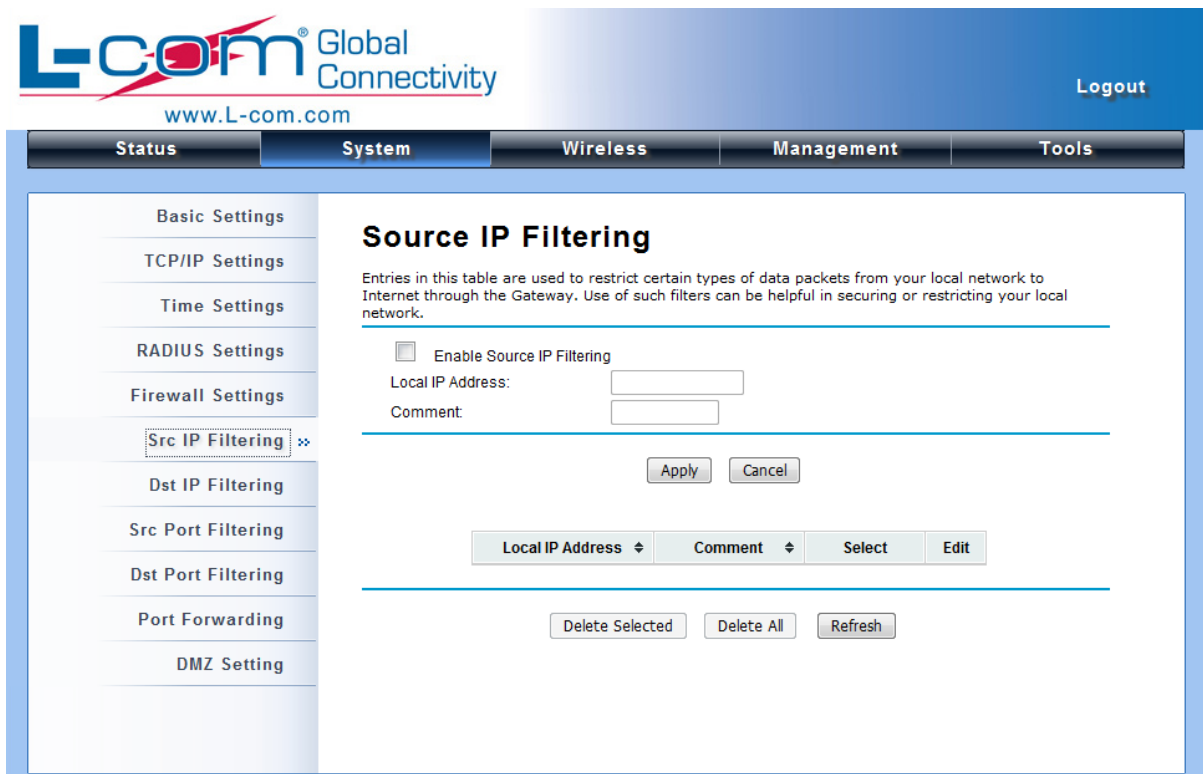 L-com® Global
Connectivity
www.L-com.com
Logout
Status System Wireless Management Tools
Basic Settings
TCP/IP Settings
Time Settings
RADIUS Settings
Firewall Settings
Src IP Filtering »
Dst IP Filtering
Src Port Filtering
Dst Port Filtering
Port Forwarding
DMZ Setting
Source IP Filtering
Entries in this table are used to restrict certain types of data packets from your local network to
Internet through the Gateway. Use of such filters can be helpful in securing or restricting your local
network.
Enable Source IP Filtering
Local IP Address:
Comment:
Apply Cancel
Local IP Address Comment Select Edit
Delete Selected Delete All Refresh